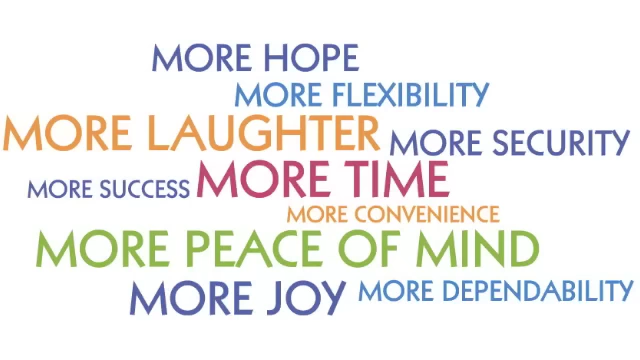 MORE HOPE
MORE FLEXIBILITY
MORE LAUGHTER
MORE SECURITY
MORE SUCCESS
MORE TIME
MORE CONVENIENCE
MORE PEACE OF MIND
MORE JOY
MORE DEPENDABILITY